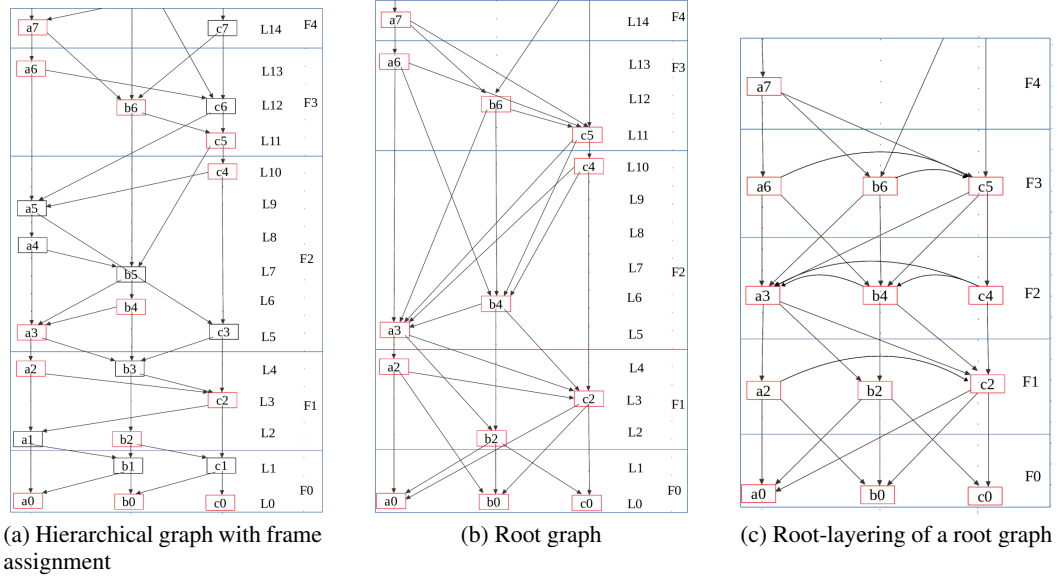 a7 c7 L14 F4
a6 L13
b6 c6 L12 F3
c5 L11
c4 L10
a5 L9
a4 L8
F2
b5 L7
b4 L6
a3 c3 L5
a2 b3 L4
c2 L3 F1
a1 b2 L2
b1 c1 L1
F0
a0 b0 c0 L0
(a) Hierarchical graph with frame
assignment
a7 L14 F4
a6 L13 F3
b6 L12
c5 L11
c4 L10
L9
L8
L7 F2
b4 L6
a3 L5
a2 L4
c2 L3 F1
b2 L2
L1
F0
a0 b0 c0 L0
(b) Root graph
a7 F4
a6 b6 c5 F3
a3 b4 c4 F2
a2 b2 c2 F1
a0 b0 c0 F0
(c) Root-layering of a root graph